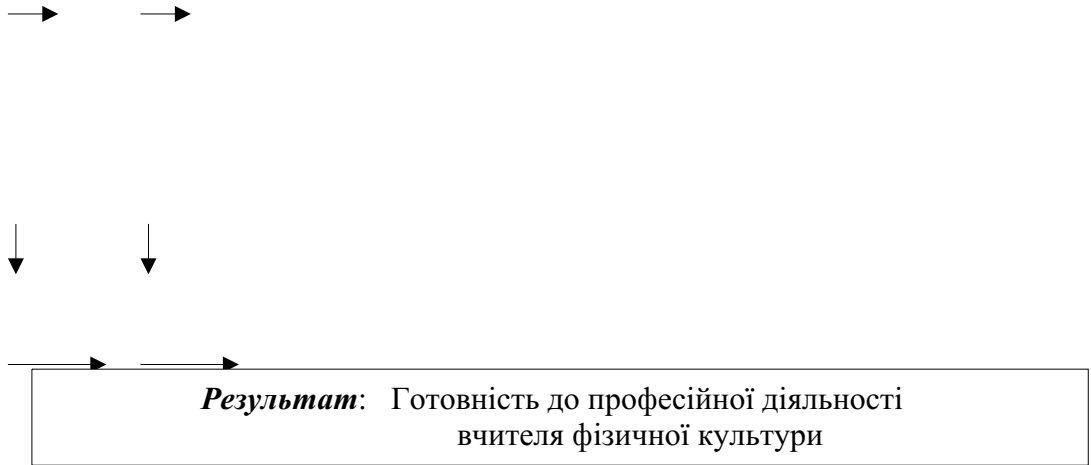 Результат: Готовність до професійної діяльності
вчителя фізичної культури